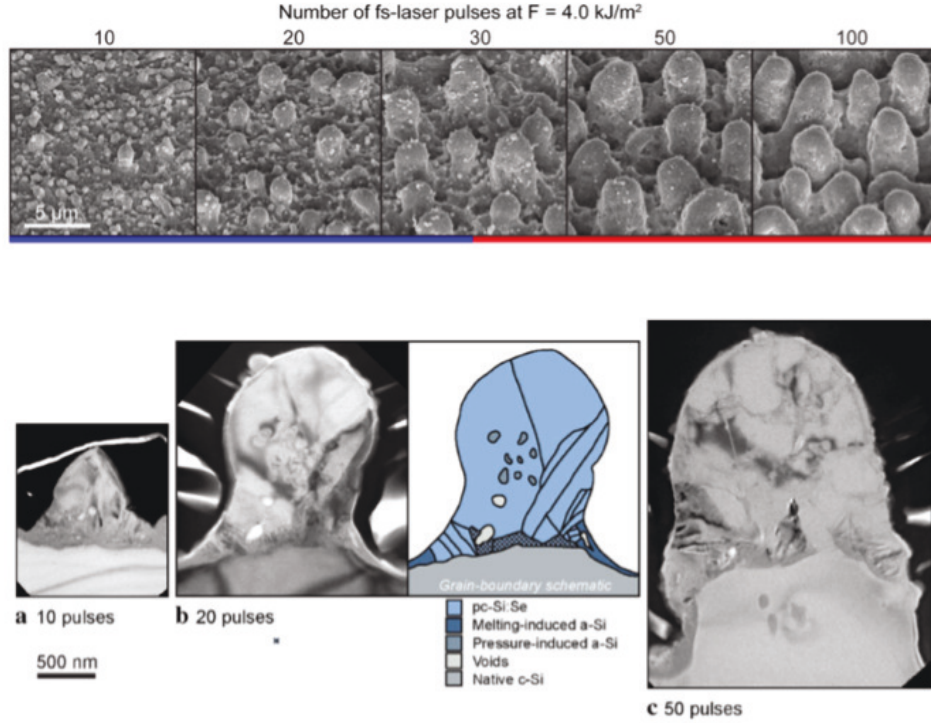 Number of fs-laser pulses at F = 4.0 kJ/m²
10 20 30 50 100
5 µm
Grain-boundary schematic
a 10 pulses
b 20 pulses
pc-Si:Se
Melting-induced a-Si
Pressure-induced a-Si
Voids
Native c-Si
500 nm
c 50 pulses